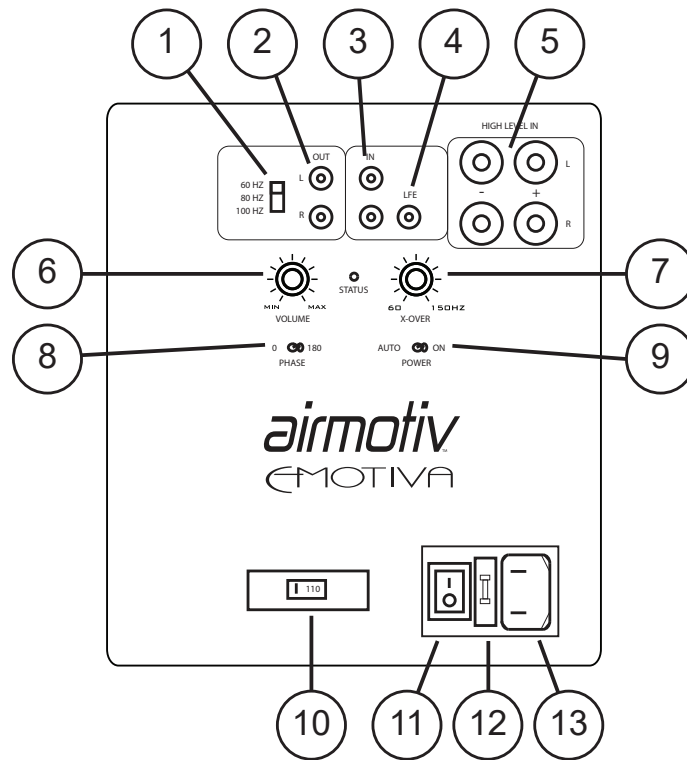 1
2
3
4
5
HIGH LEVEL IN
OUT
IN
L
L
60 HZ
80 HZ
100 HZ
LFE
- +
R
R
6
7
STATUS
MIN MAX
60 150HZ
VOLUME
X-OVER
8
9
0 180
AUTO ON
PHASE
POWER
airmotiv™
EMOTIVA
I 110
I
O
10
11
12
13